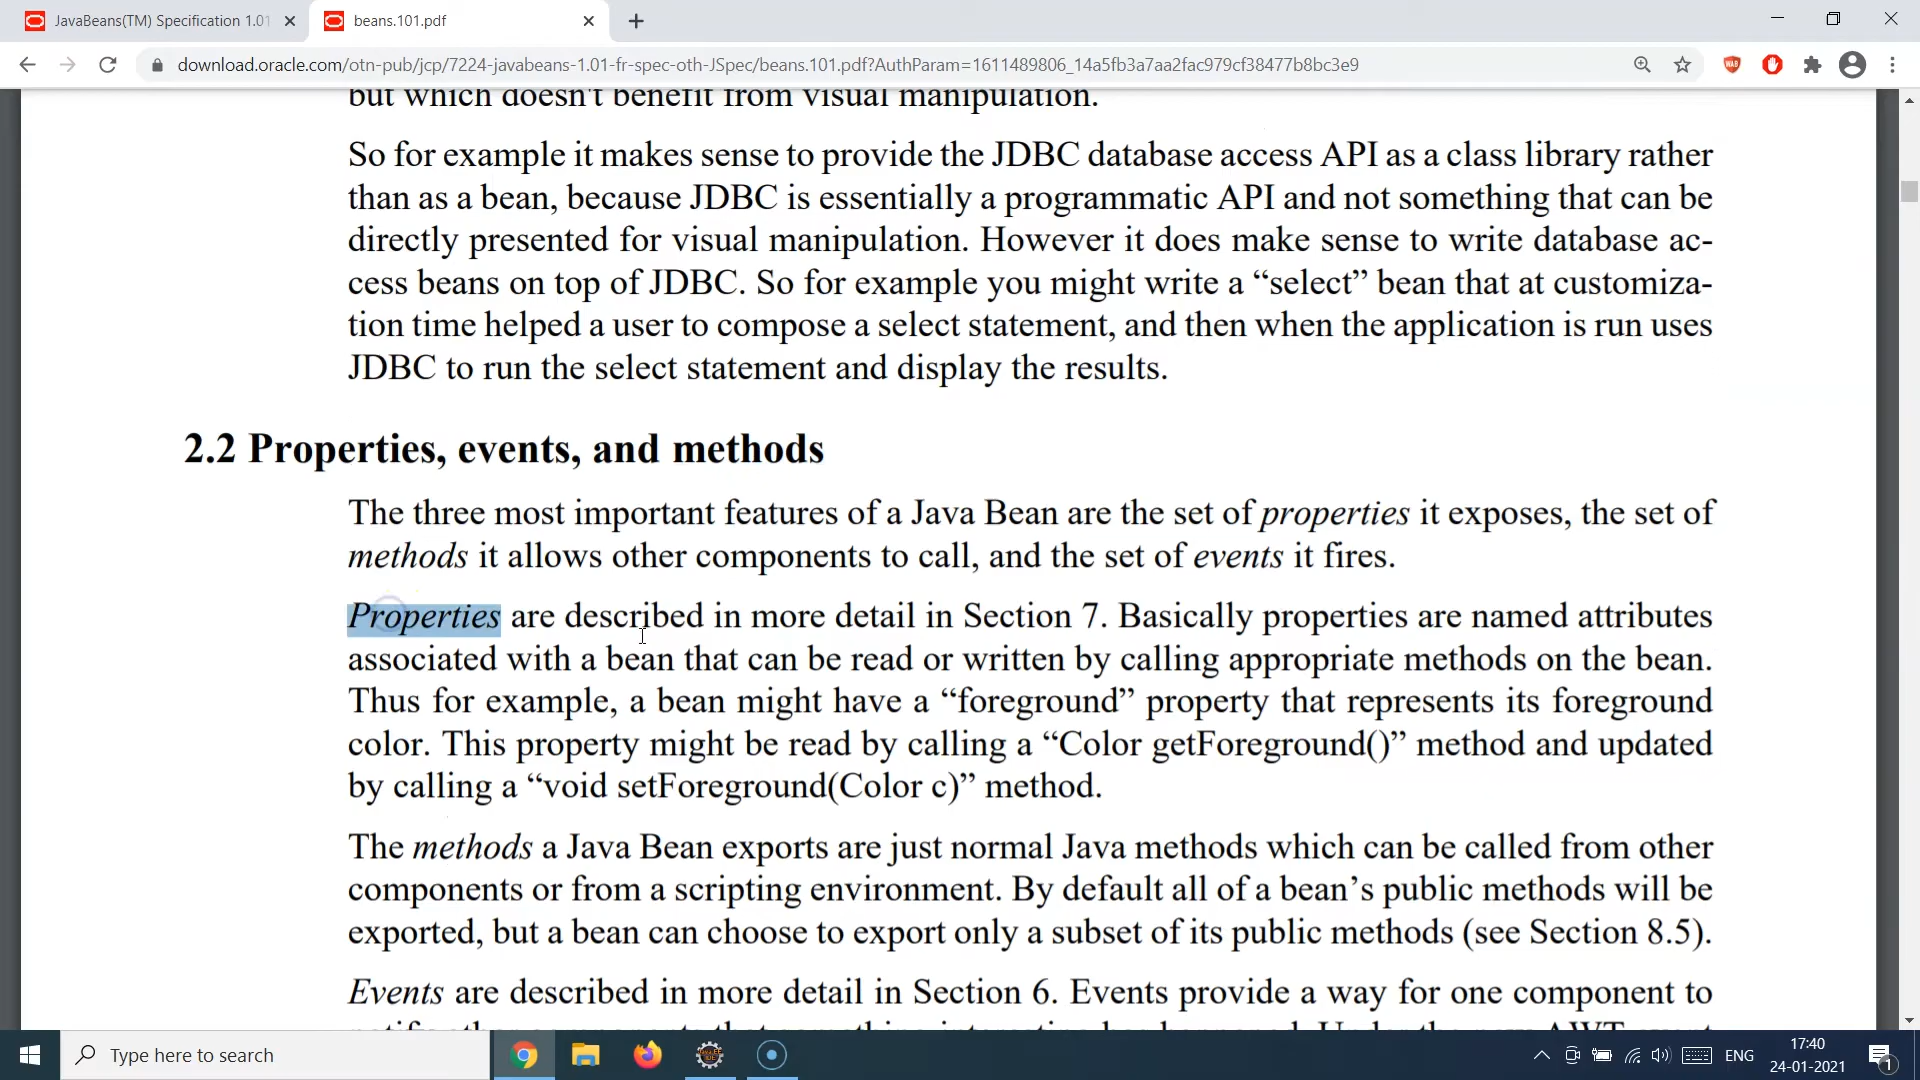 JavaBeans(TM) Specification 1.01
beans.101.pdf
download.oracle.com/otn-pub/jcp/7224-javabeans-1.01-fr-spec-oth-JSpec/beans.101.pdf?AuthParam=1611489806_14a5fb3a7aa2fac979cf38477b8bc3e9
but which doesn't benefit from visual manipulation.
So for example it makes sense to provide the JDBC database access API as a class library rather
than as a bean, because JDBC is essentially a programmatic API and not something that can be
directly presented for visual manipulation. However it does make sense to write database ac-
cess beans on top of JDBC. So for example you might write a “select” bean that at customiza-
tion time helped a user to compose a select statement, and then when the application is run uses
JDBC to run the select statement and display the results.
2.2 Properties, events, and methods
The three most important features of a Java Bean are the set of properties it exposes, the set of
methods it allows other components to call, and the set of events it fires.
Properties are described in more detail in Section 7. Basically properties are named attributes
associated with a bean that can be read or written by calling appropriate methods on the bean.
Thus for example, a bean might have a “foreground” property that represents its foreground
color. This property might be read by calling a “Color getForeground()” method and updated
by calling a “void setForeground(Color c)” method.
The methods a Java Bean exports are just normal Java methods which can be called from other
components or from a scripting environment. By default all of a bean’s public methods will be
exported, but a bean can choose to export only a subset of its public methods (see Section 8.5).
Events are described in more detail in Section 6. Events provide a way for one component to
Type here to search
ENG
17:40
24-01-2021
1